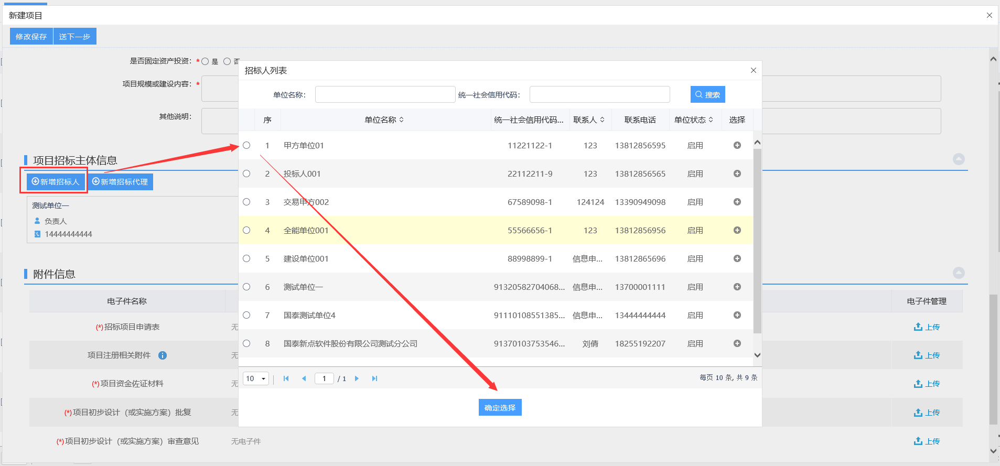 新建项目
修改保存 送下一步
是否固定资产投资： * 是 否
项目规模或建设内容： *
其他说明：
项目招标主体信息
新增招标人 新增招标代理
测试单位一
负责人
14444444444
附件信息
电子件名称 电子件管理
(*)招标项目申请表 无 上传
项目注册相关附件 无 上传
(*)项目资金佐证材料 无 上传
(*)项目初步设计（或实施方案）批复 无 上传
(*)项目初步设计（或实施方案）审查意见 无电子件 上传
招标人列表
单位名称： 统一社会信用代码： 搜索
序 单位名称 统一社会信用代码... 联系人 联系电话 单位状态 选择
1 甲方单位01 11221122-1 123 13812856595 启用
2 投标人001 22112211-9 123 13812856565 启用
3 交易甲方002 67589098-1 124124 13390949098 启用
4 全能单位001 55566656-1 123 13812856956 启用
5 建设单位001 88998899-1 信息申... 13812865696 启用
6 测试单位一 91320582704068... 信息申... 13700001111 启用
7 国泰测试单位4 91110108551385... 信息申... 13444444444 启用
8 国泰新点软件股份有限公司测试分公司 91370103753546... 刘倩 18255192207 启用
10 1 / 1 每页 10 条, 共 9 条
确定选择